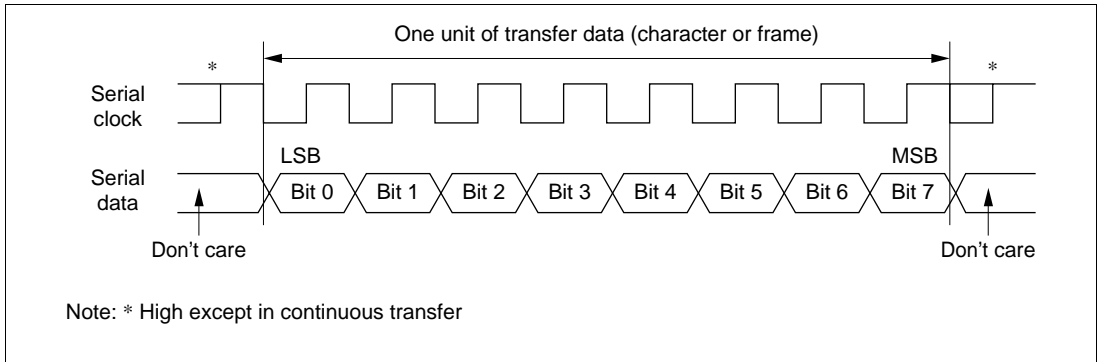 One unit of transfer data (character or frame)
* *
Serial
clock
LSB MSB
Serial
data
Bit 0 Bit 1 Bit 2 Bit 3 Bit 4 Bit 5 Bit 6 Bit 7
Don't care Don't care
Note: * High except in continuous transfer